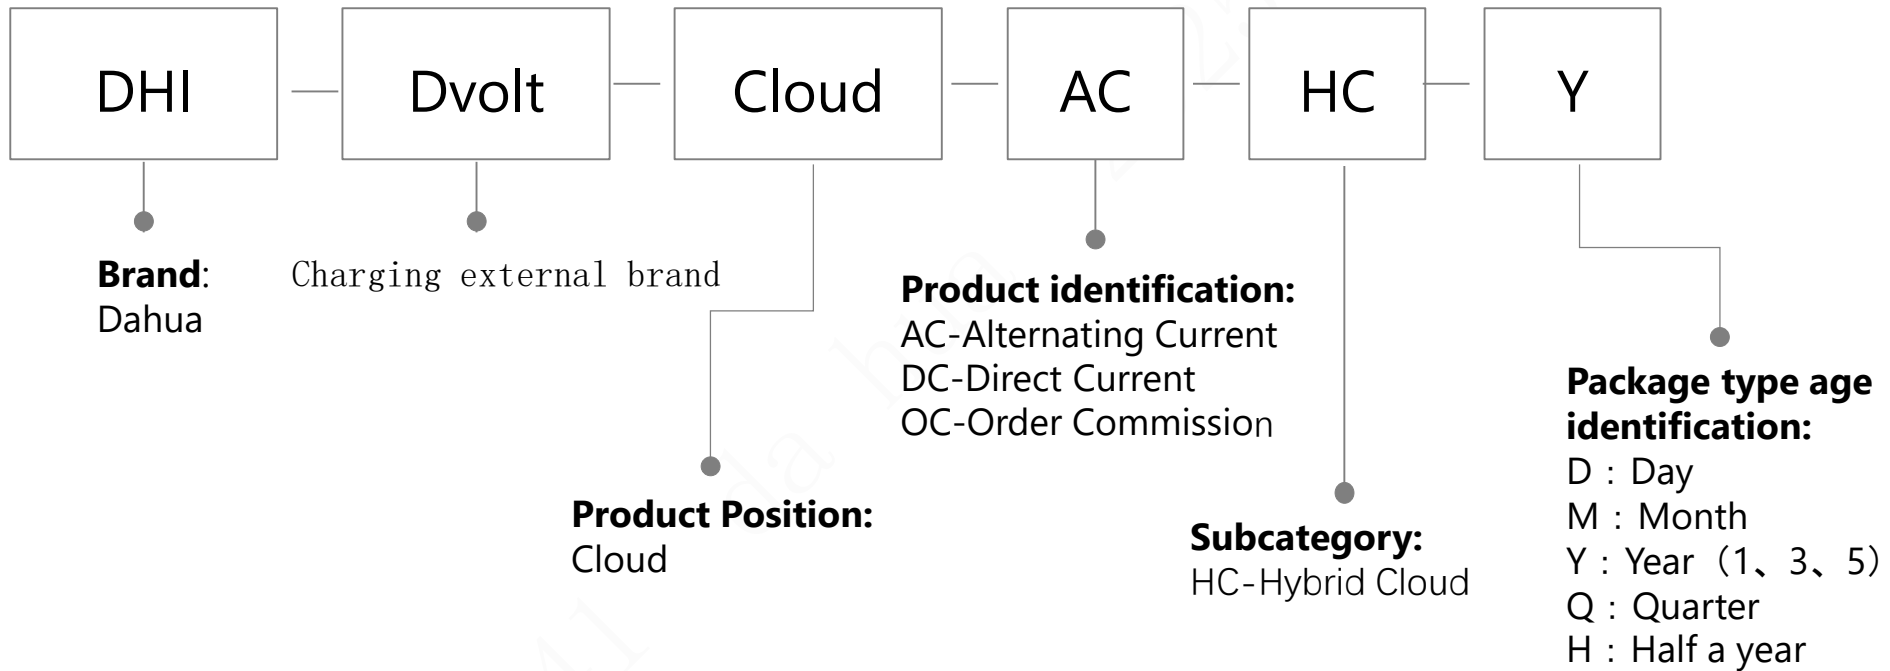 DHl
Dvolt
Cloud
AC
HC
Y
Brand:
Dahua
Charging external brand
Product Position:
Cloud
Product identification:
AC-Alternating Current
DC-Direct Current
OC-Order Commission
Subcategory:
HC-Hybrid Cloud
Package type age
identification:
D：Day
M：Month
Y：Year（1、3、5）
Q：Quarter
H：Half a year